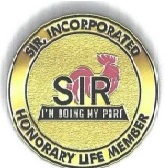 SIR, INCORPORATED
SIR
I'M DOING MY PART
HONORARY LIFE MEMBER